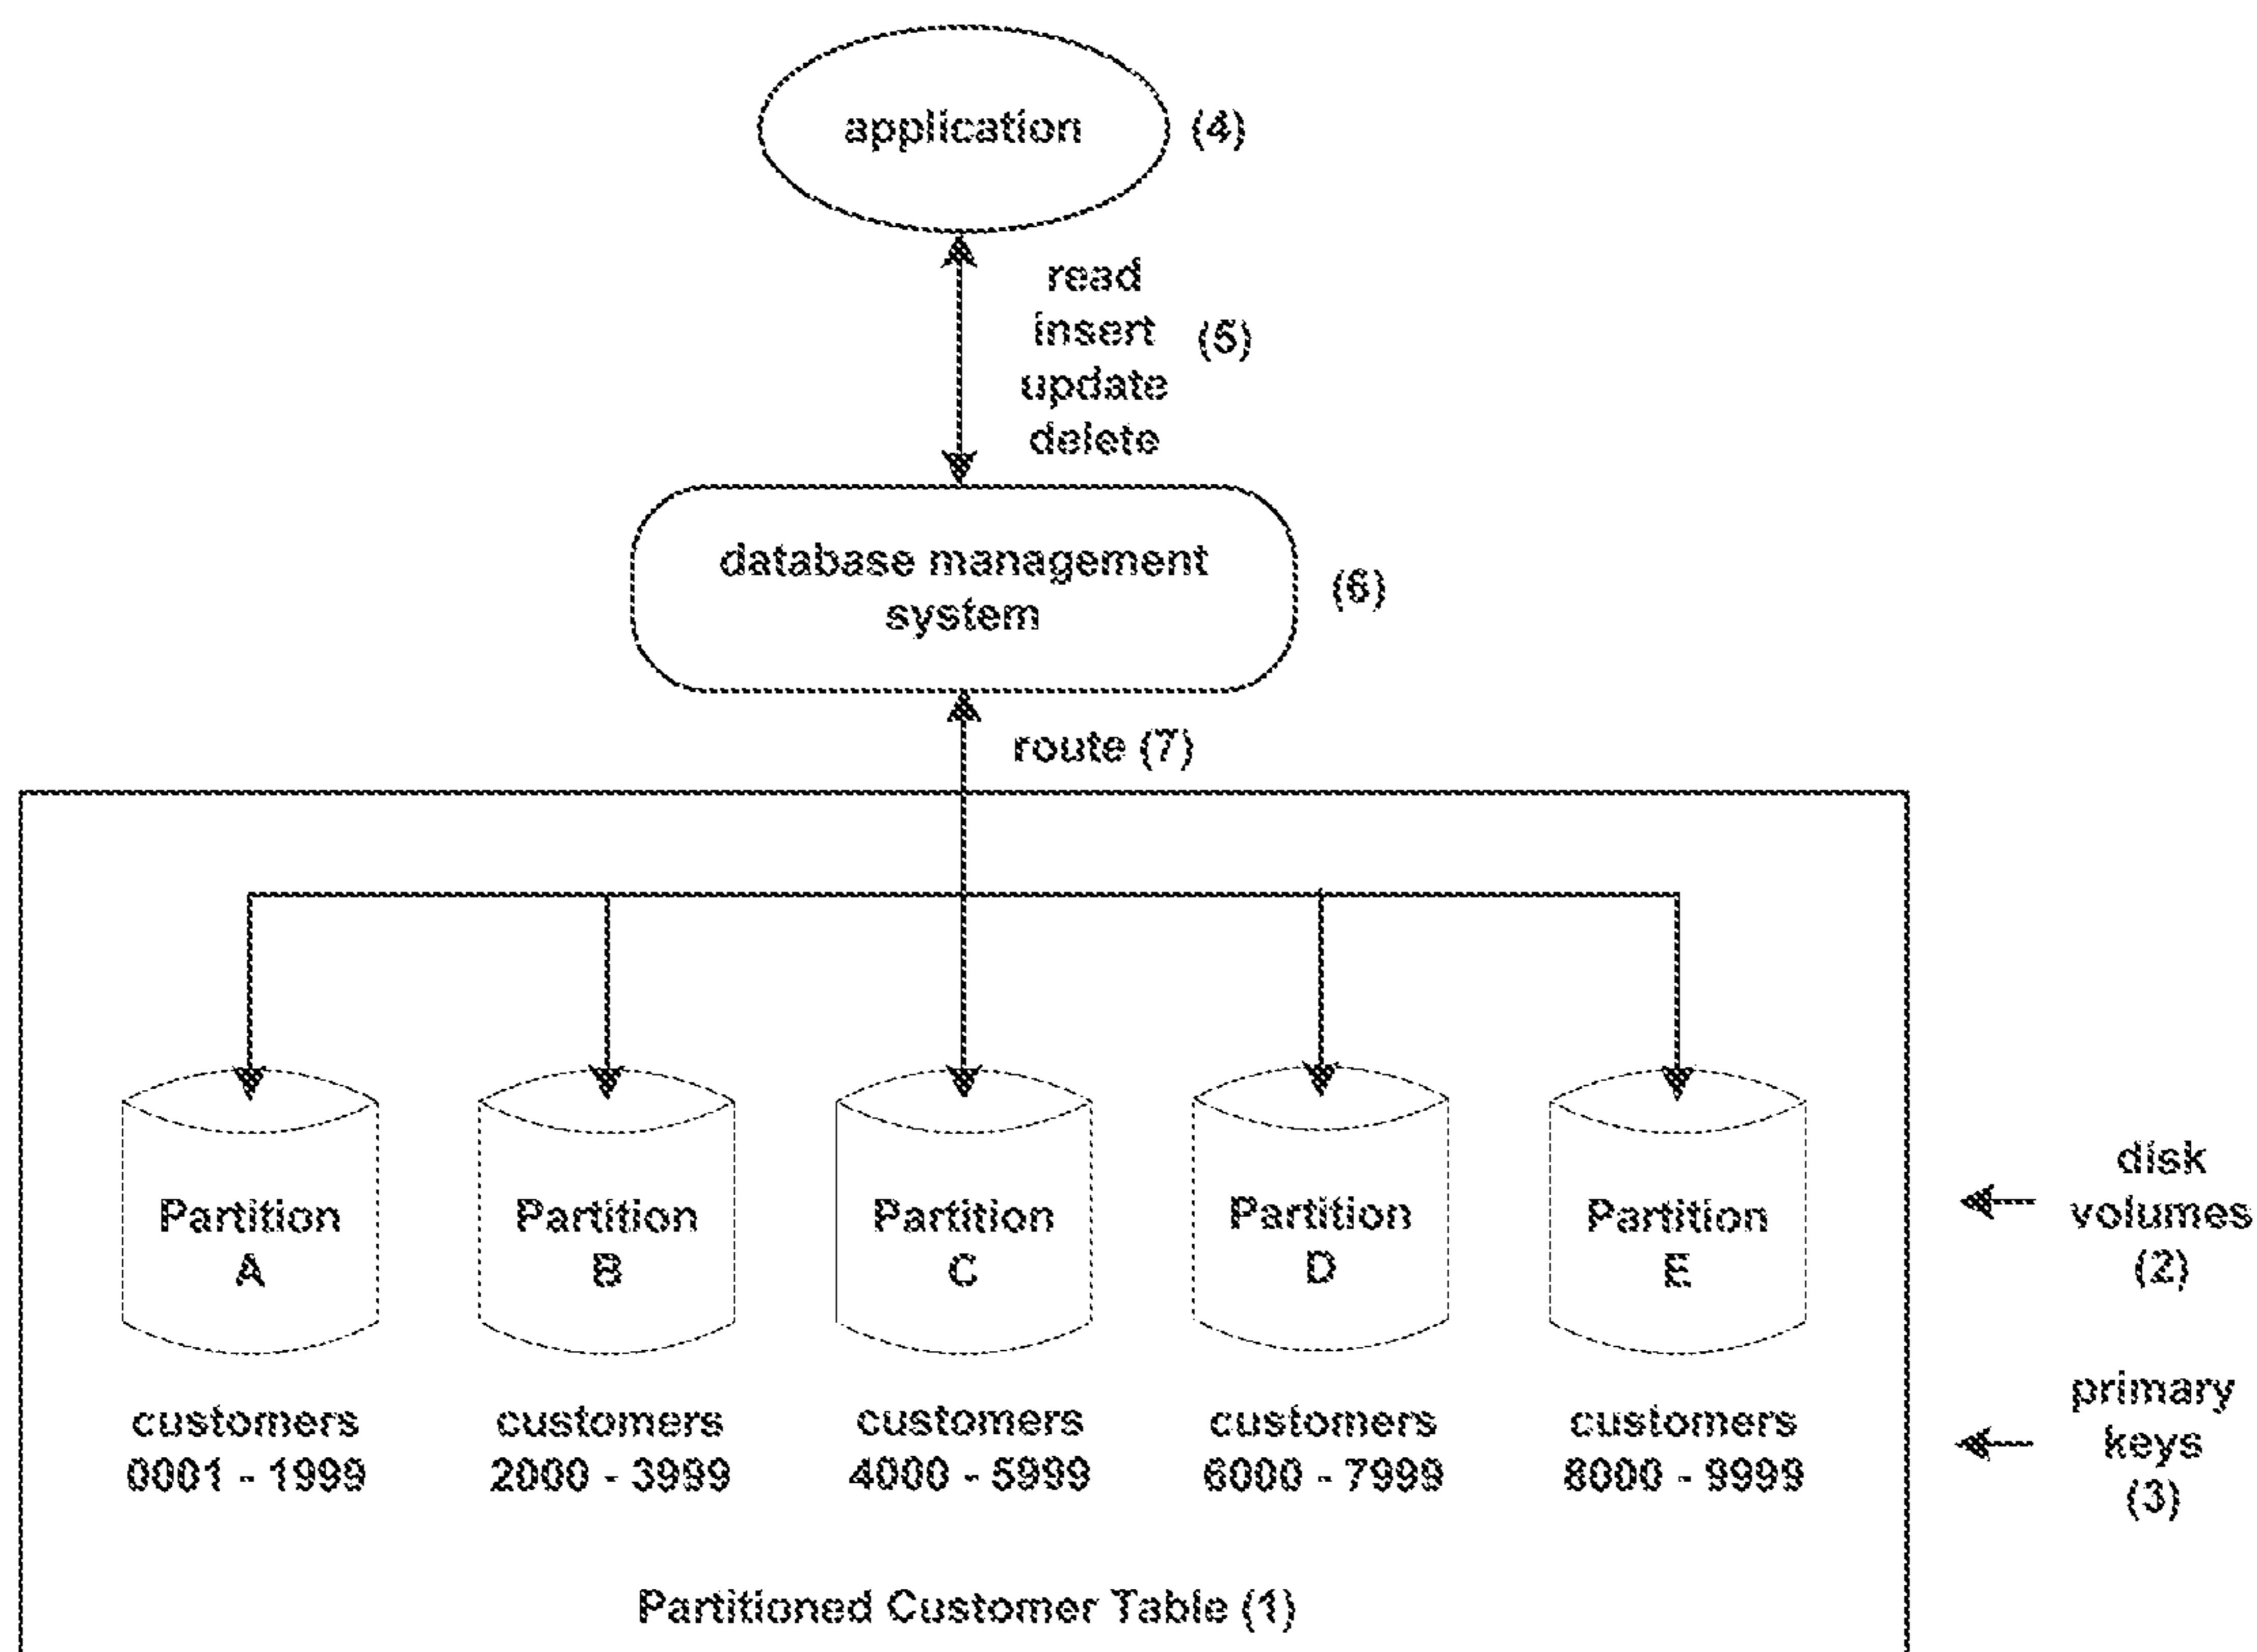 application (4)
read
insert (5)
update
delete
database management
system
(6)
route (7)
Partition
A
Partition
B
Partition
C
Partition
D
Partition
E
disk
volumes
(2)
customers
0001 - 1999
customers
2000 - 3999
customers
4000 - 5999
customers
6000 - 7999
customers
8000 - 9999
primary
keys
(3)
Partitioned Customer Table (1)